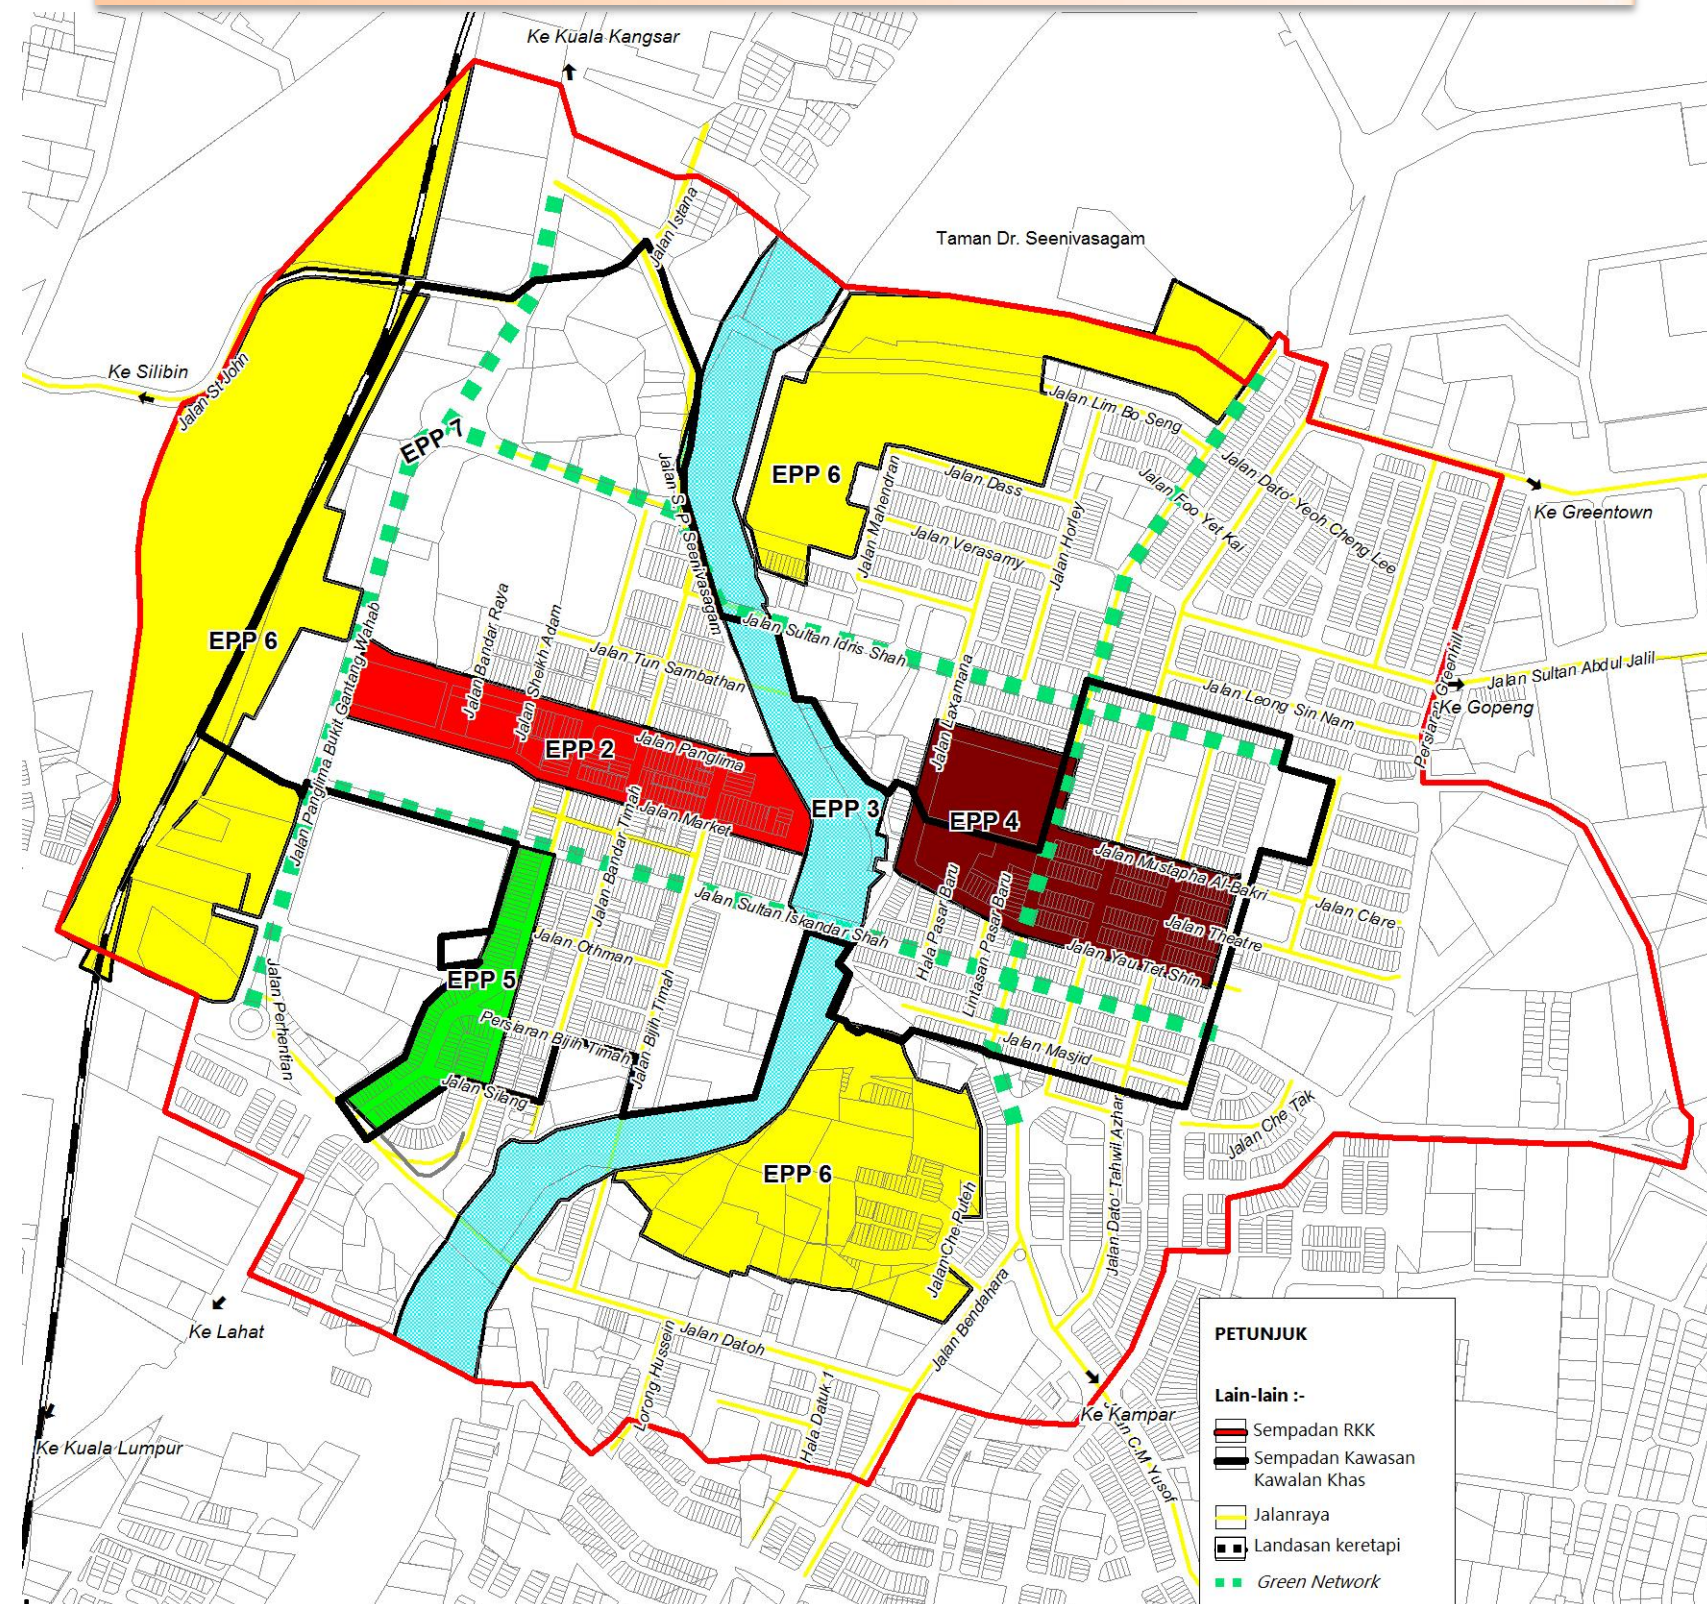 Ke Kuala Kangsar
Jalan Istana
Taman Dr. Seenivasagam
Ke Silibin
Jalan St John
Jalan Lim Bo Seng
EPP 7
EPP 6
Jalan Dass
Jalan Mahendran
Jalan Foo Yet Kai
Jalan Dato' Yeoh Cheng Lee
Ke Greentown
Jalan S. P. Seenivasagam
Jalan Verasamy
Jalan Horley
EPP 6
Jalan Panglima Bukit Gantang Wahab
Jalan Bandar Raya
Jalan Sheikh Adam
Jalan Tun Sambathan
Jalan Sultan Idris Shah
Jalan Laxamana
Jalan Leong Sin Nam
Persiaran Greenhill
Jalan Sultan Abdul Jalil
Ke Gopeng
EPP 2
Jalan Panglima
Jalan Market
Jalan Bandar Timah
EPP 3
EPP 4
Jalan Mustapha Al-Bakri
Jalan Clare
Jalan Theatre
Jalan Yau Tet Shin
Hala Pasar Baru
Lintasan Pasar Baru
Jalan Sultan Iskandar Shah
Jalan Othman
EPP 5
Persiaran Bijih Timah
Jalan Bijih Timah
Jalan Silang
Jalan Perhentian
Jalan Masjid
Jalan Che Tak
Jalan Dato' Tahwil Azhar
EPP 6
Jalan Che Puteh
Jalan Bendahara
Ke Lahat
Jalan Datoh
Lorong Hussein
Hala Datuk 1
Ke Kampar
Jalan C.M. Yusof
Ke Kuala Lumpur
PETUNJUK
Lain-lain :-
Sempadan RKK
Sempadan Kawasan
Kawalan Khas
Jalanraya
Landasan keretapi
Green Network